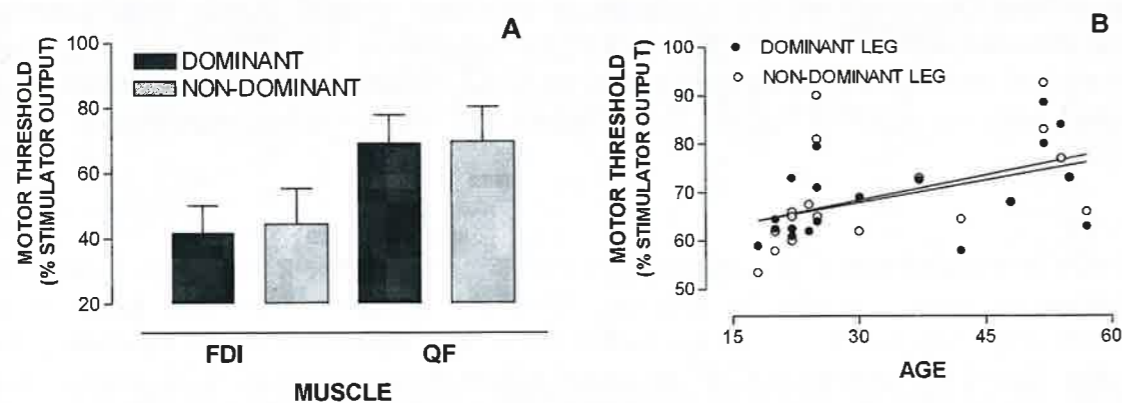 A
MOTOR THRESHOLD
(% STIMULATOR OUTPUT)
100
80
60
40
20
DOMINANT
NON-DOMINANT
FDI QF
MUSCLE
B
MOTOR THRESHOLD
(% STIMULATOR OUTPUT)
100
90
80
70
60
50
DOMINANT LEG
NON-DOMINANT LEG
15 30 45 60
AGE